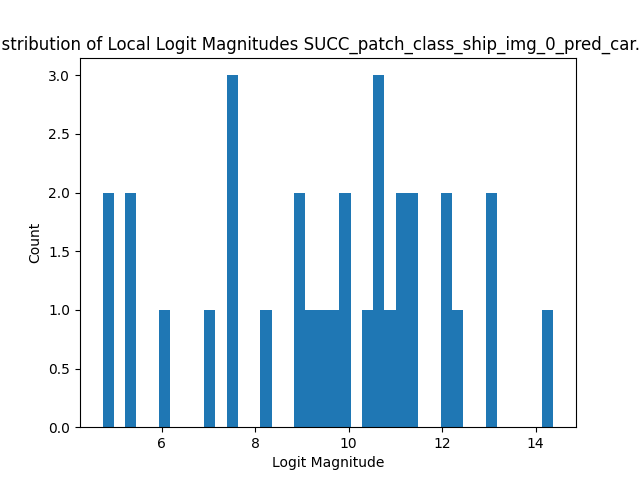 stribution of Local Logit Magnitudes SUCC_patch_class_ship_img_0_pred_car.
3.0
2.5
2.0
1.5
1.0
0.5
0.0
Count
6 8 10 12 14
Logit Magnitude